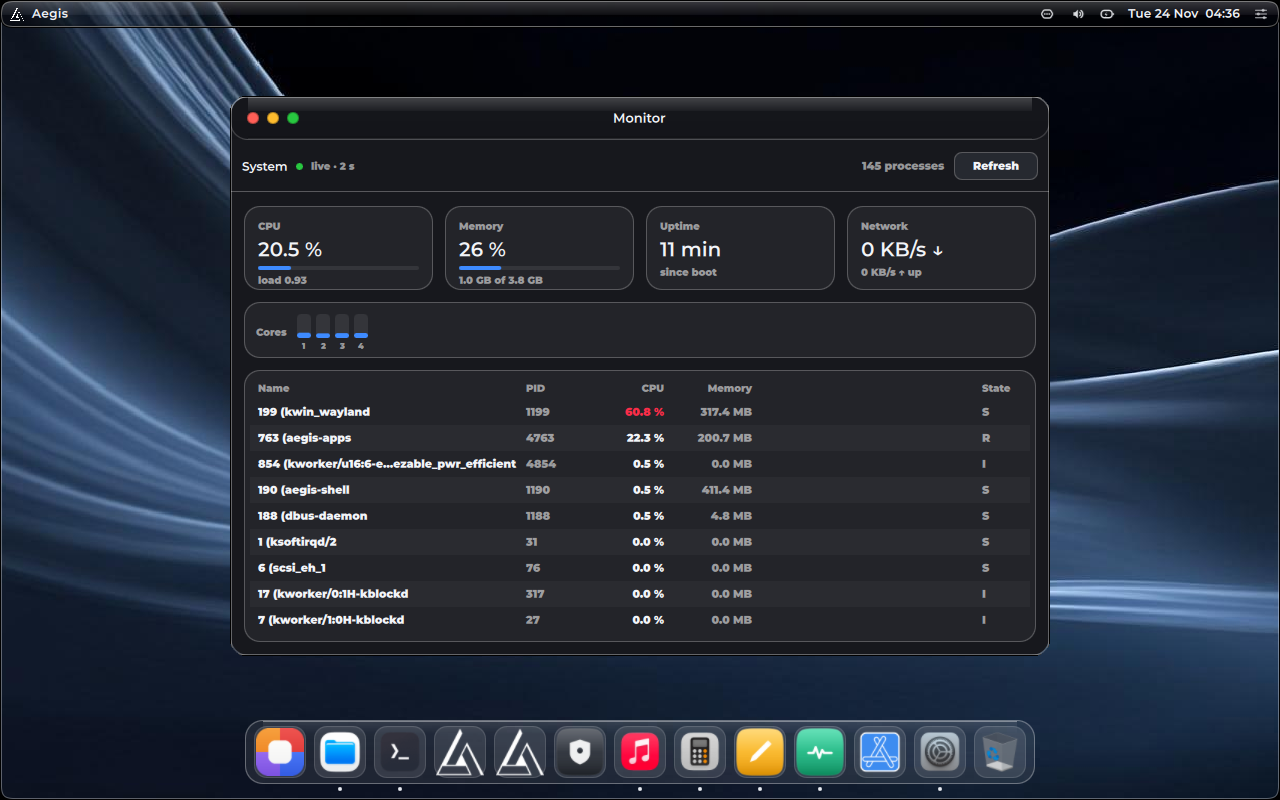 Aegis
Tue 24 Nov 04:36
Monitor
System live · 2 s
145 processes Refresh
CPU Memory Uptime Network
20.5 % 26 % 11 min 0 KB/s ↓
load 0.93 1.0 GB of 3.8 GB since boot 0 KB/s ↑ up
Cores
1 2 3 4
Name PID CPU Memory State
199 (kwin_wayland 1199 60.8 % 317.4 MB S
763 (aegis-apps 4763 22.3 % 200.7 MB R
854 (kworker/u16:6-e...ezable_pwr_efficient 4854 0.5 % 0.0 MB I
190 (aegis-shell 1190 0.5 % 411.4 MB S
188 (dbus-daemon 1188 0.5 % 4.8 MB S
1 (ksoftirqd/2 31 0.0 % 0.0 MB S
6 (scsi_eh_1 76 0.0 % 0.0 MB S
17 (kworker/0:1H-kblockd 317 0.0 % 0.0 MB I
7 (kworker/1:0H-kblockd 27 0.0 % 0.0 MB I